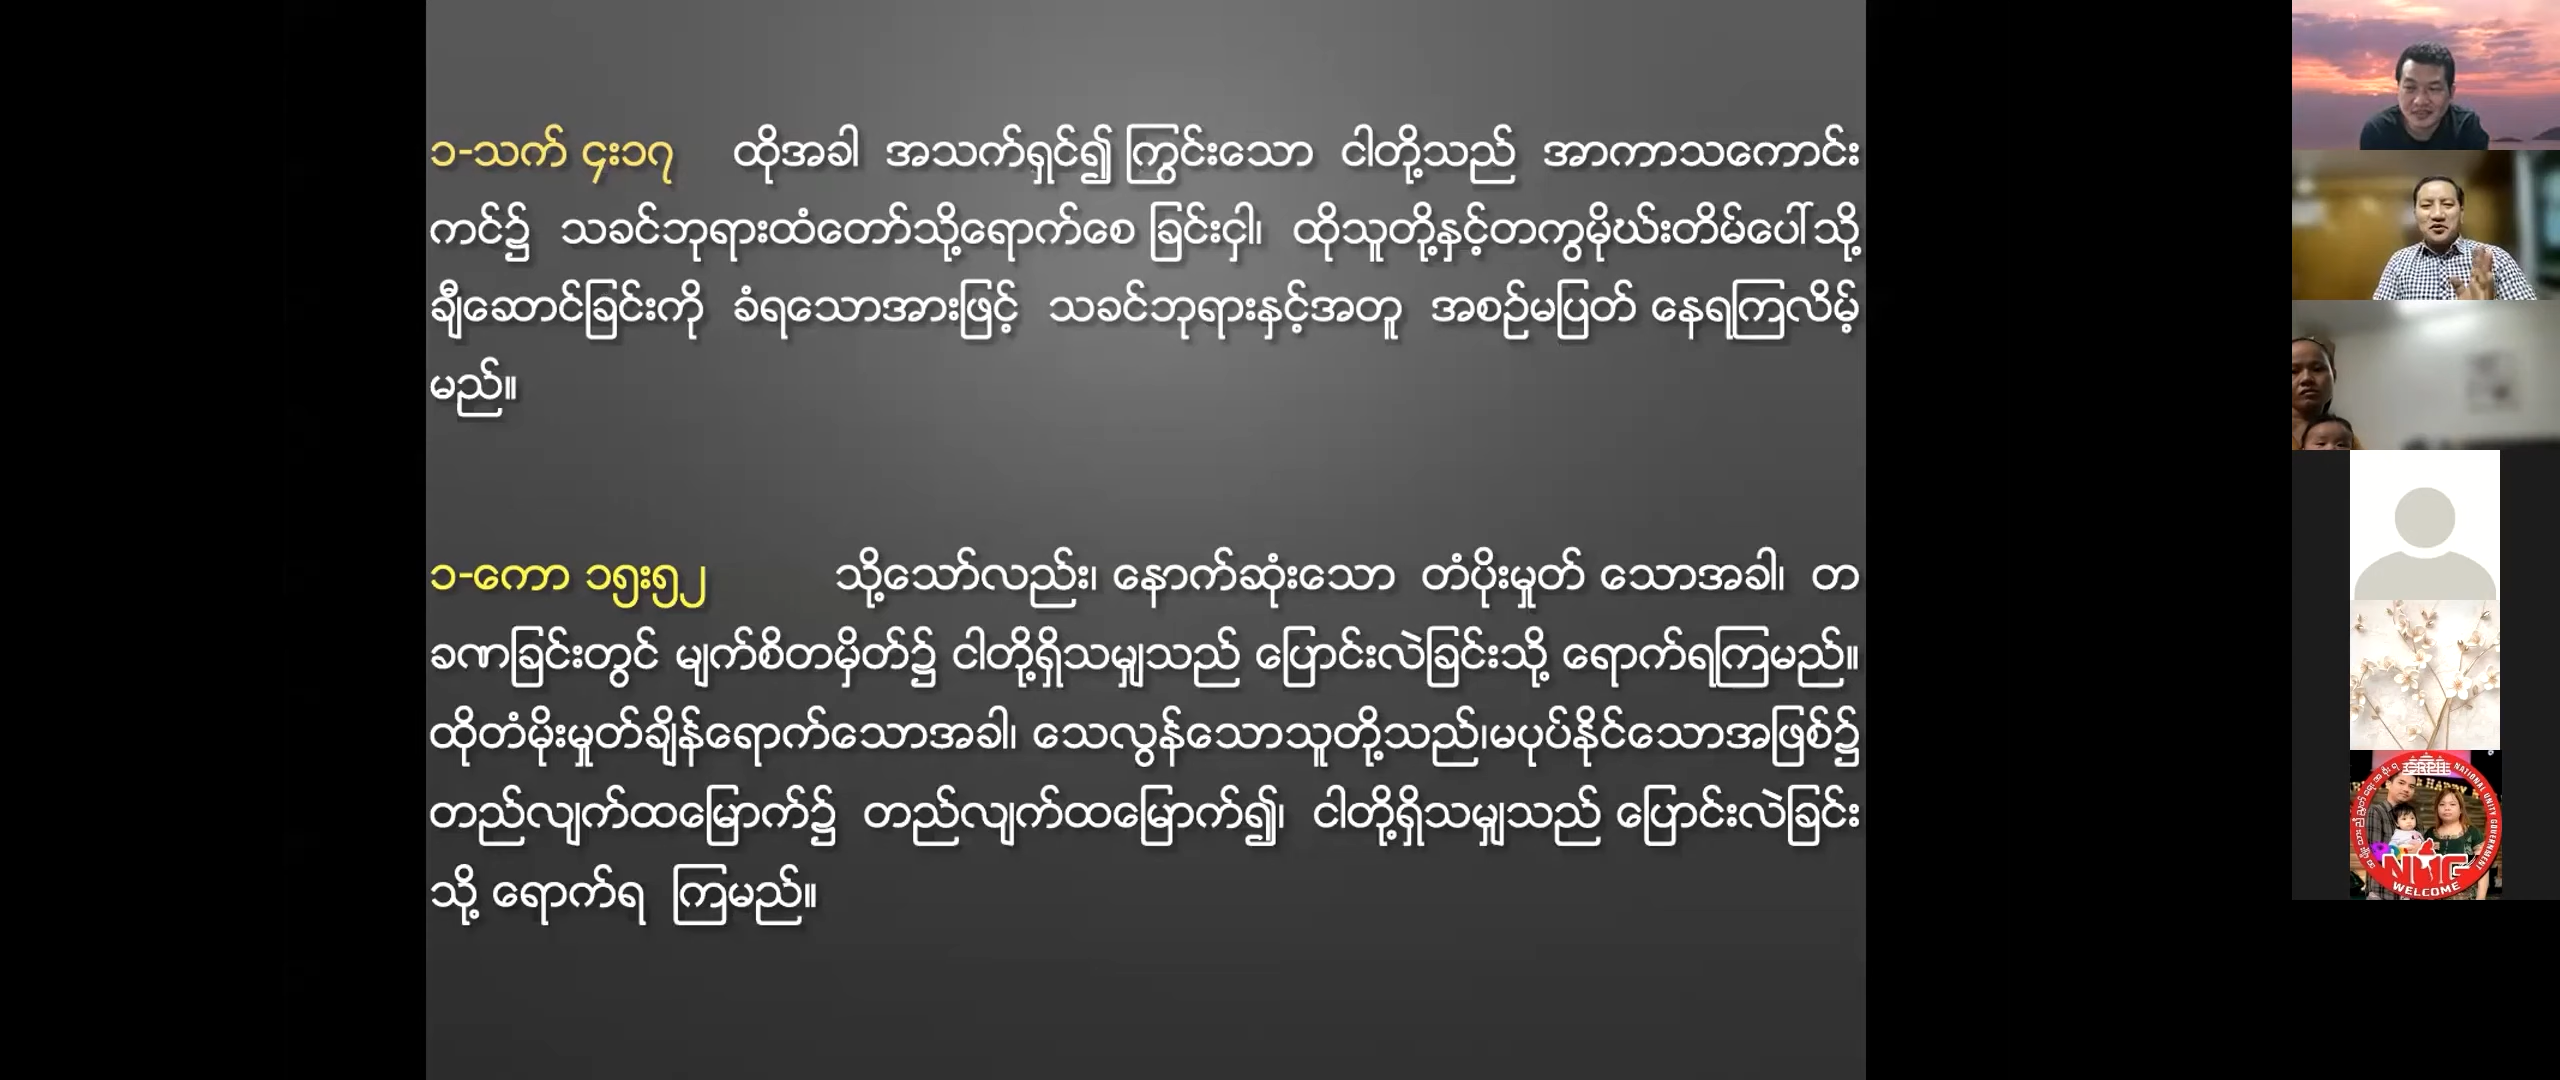 ၁-သက် ၄း၁၇ ထိုအခါ အသက်ရှင်၍ ကြွင်းသော ငါတို့သည် အာကာသကောင်း
ကင်၌ သခင်ဘုရားထံတော်သို့ရောက်စေ ခြင်းငှါ၊ ထိုသူတို့နှင့်တကွမိုဃ်းတိမ်ပေါ်သို့
ချီဆောင်ခြင်းကို ခံရသောအားဖြင့် သခင်ဘုရားနှင့်အတူ အစဉ်မပြတ် နေရကြလိမ့်
မည်။
၁-ကော ၁၅း၅၂ သို့သော်လည်း၊ နောက်ဆုံးသော တံပိုးမှုတ် သောအခါ၊ တ
ခဏခြင်းတွင် မျက်စိတမှိတ်၌ ငါတို့ရှိသမျှသည် ပြောင်းလဲခြင်းသို့ ရောက်ရကြမည်။
ထိုတံမိုးမှုတ်ချိန်ရောက်သောအခါ၊ သေလွန်သောသူတို့သည်၊မပုပ်နိုင်သောအဖြစ်၌
တည်လျက်ထမြောက်၌ တည်လျက်ထမြောက်၍၊ ငါတို့ရှိသမျှသည် ပြောင်းလဲခြင်း
သို့ ရောက်ရ ကြမည်။
CRPH
NATIONAL UNITY GOVERNMENT
NUG
WELCOME